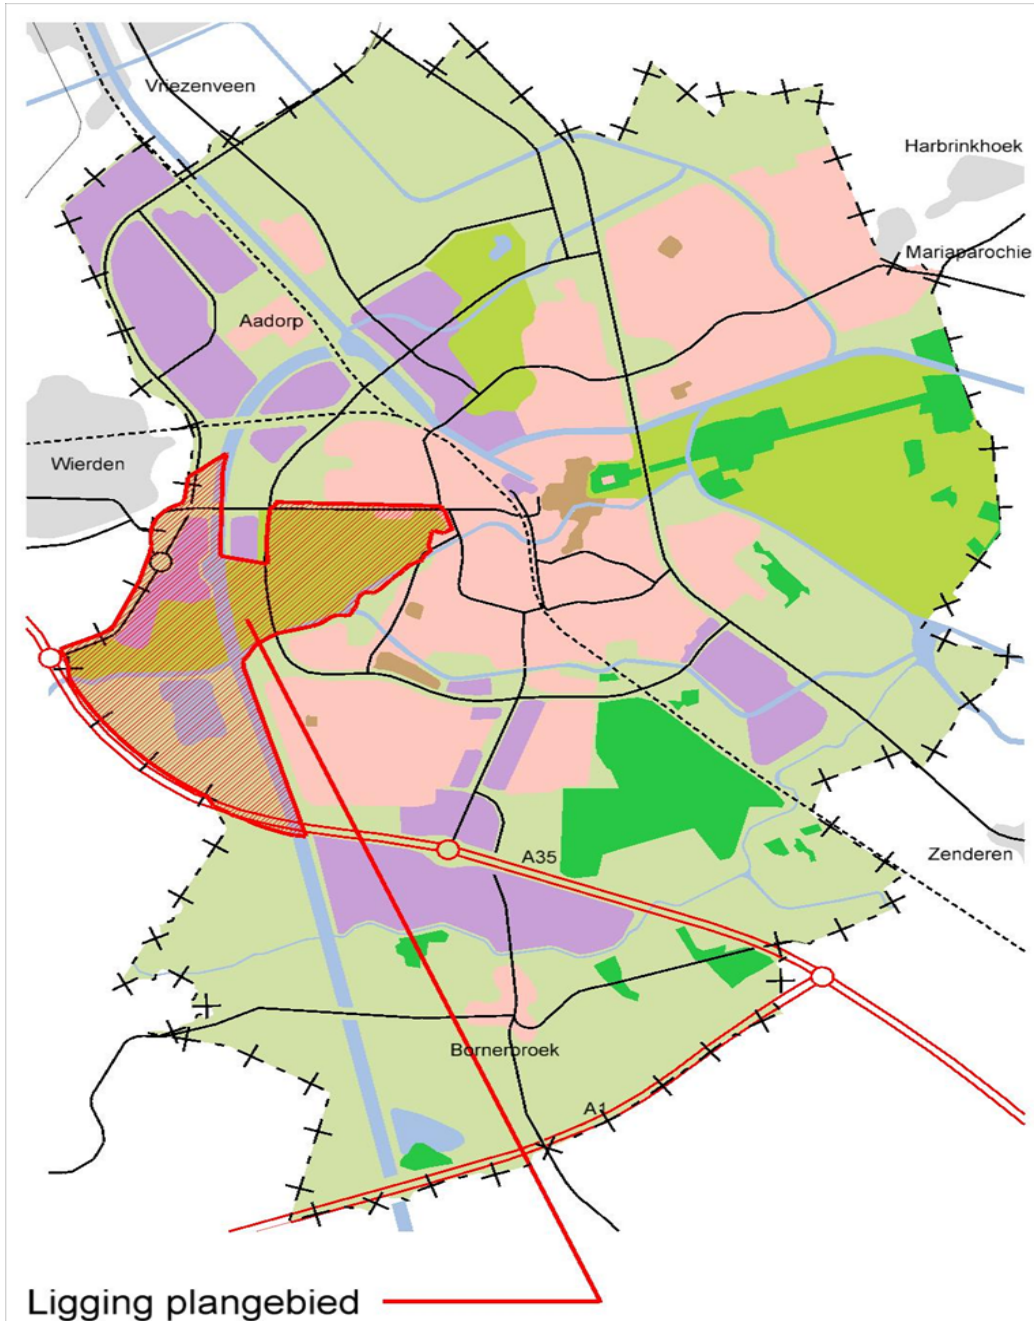 Vriezenveen
Harbrinkhoek
Mariaparochie
Aadorp
Wierden
A35
Zenderen
Bornerbroek
A1
Ligging plangebied